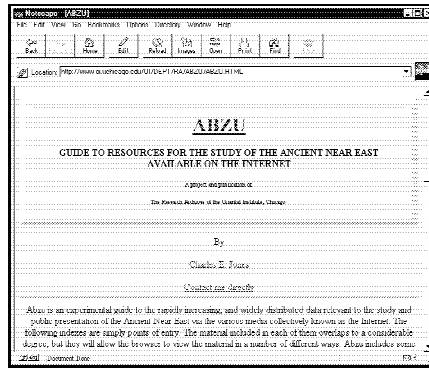 Netscape - [ABZU]
File Edit View Go Bookmarks Options Directory Window Help
Back Home Edit Reload Images Open Print Find
Location: http://www-oi.uchicago.edu/OI/DEPT/RA/ABZU/ABZU.HTML
ABZU
GUIDE TO RESOURCES FOR THE STUDY OF THE ANCIENT NEAR EAST
AVAILABLE ON THE INTERNET
A project and publication of
The Research Archives of the Oriental Institute, Chicago
By
Charles E. Jones
Contact me directly
Abzu is an experimental guide to the rapidly increasing, and widely distributed data relevant to the study and
public presentation of the Ancient Near East via the various media collectively known as the Internet. The
following indexes are simply points of entry. The material included in each of them overlaps to a considerable
degree, but they will allow the browser to view the material in a number of different ways. Abzu includes some
Document: Done